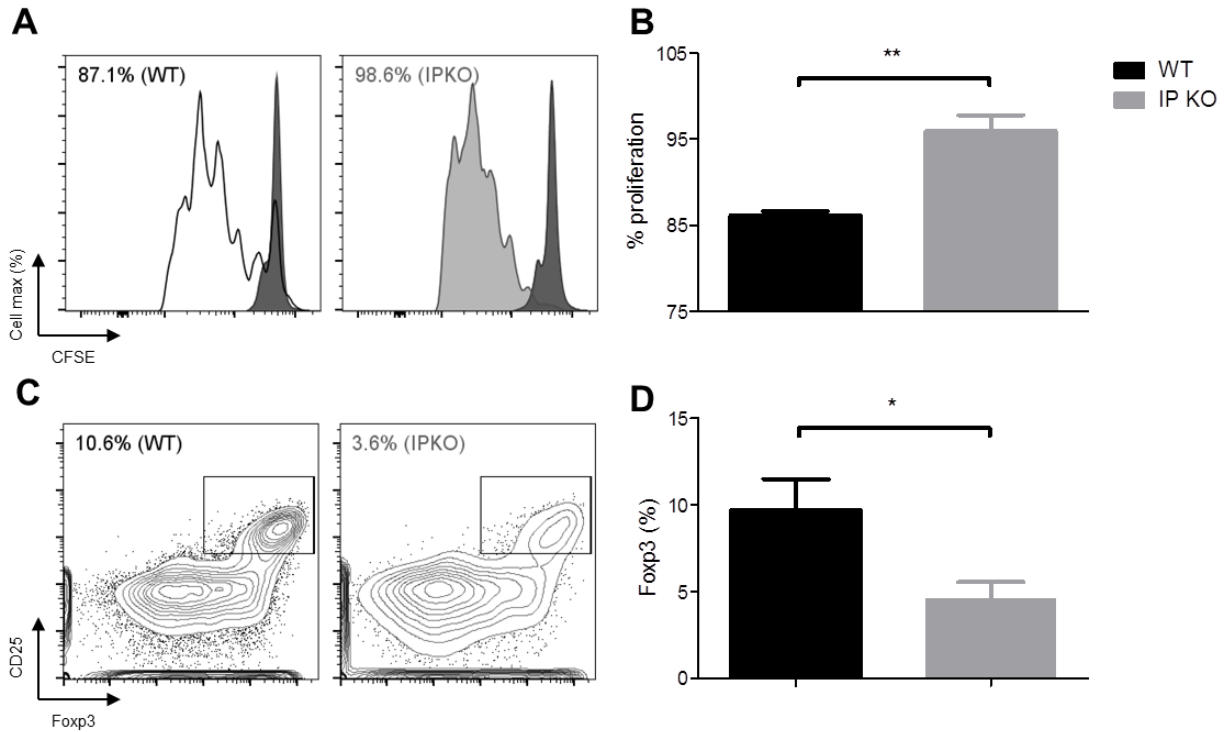 A
87.1% (WT)
98.6% (IPKO)
Cell max (%)
CFSE
B
105
95
85
75
% proliferation
**
WT
IP KO
C
10.6% (WT)
3.6% (IPKO)
CD25
Foxp3
D
15
10
5
0
Foxp3 (%)
*